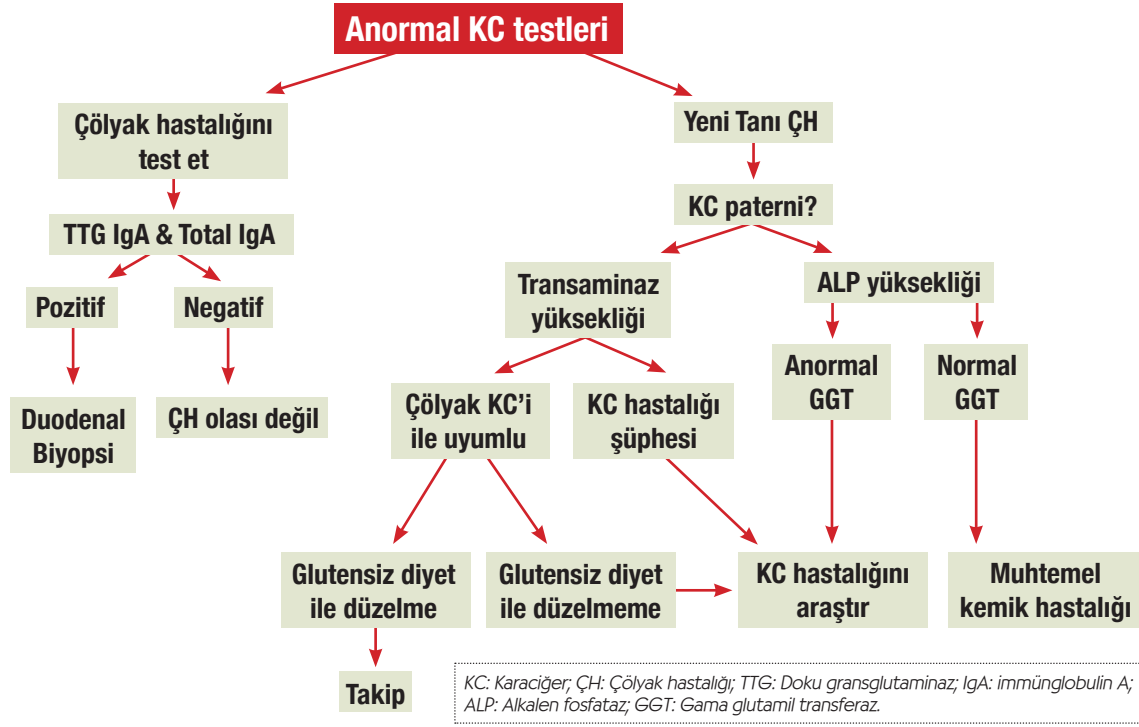 Anormal KC testleri
Çölyak hastalığını
test et
Yeni Tanı ÇH
TTG IgA & Total IgA
KC paterni?
Pozitif
Negatif
Transaminaz
yüksekliği
ALP yüksekliği
Duodenal
Biyopsi
ÇH olası değil
Çölyak KC'i
ile uyumlu
KC hastalığı
şüphesi
Anormal
GGT
Normal
GGT
Glutensiz diyet
ile düzelme
Glutensiz diyet
ile düzelmeme
KC hastalığını
araştır
Muhtemel
kemik hastalığı
Takip
KC: Karaciğer; ÇH: Çölyak hastalığı; TTG: Doku gransglutaminaz; IgA: immünglobulin A;
ALP: Alkalen fosfataz; GGT: Gama glutamil transferaz.